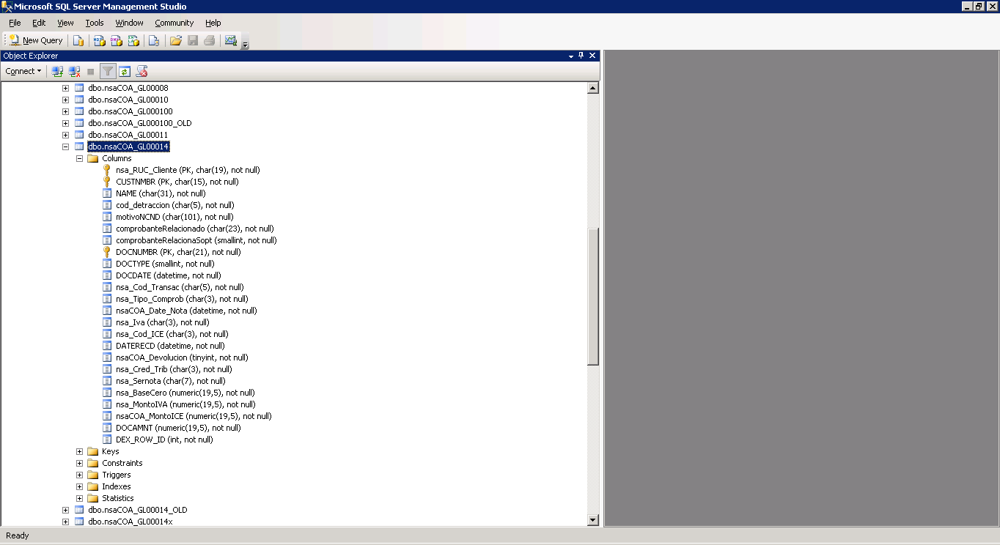 Microsoft SQL Server Management Studio
File Edit View Tools Window Community Help
New Query
Object Explorer
Connect
dbo.nsaCOA_GL00008
dbo.nsaCOA_GL00010
dbo.nsaCOA_GL000100
dbo.nsaCOA_GL000100_OLD
dbo.nsaCOA_GL00011
dbo.nsaCOA_GL00014
Columns
nsa_RUC_Cliente (PK, char(19), not null)
CUSTNMBR (PK, char(15), not null)
NAME (char(31), not null)
cod_detraccion (char(5), not null)
motivoNCND (char(101), not null)
comprobanteRelacionado (char(23), not null)
comprobanteRelacionaSopt (smallint, not null)
DOCNUMBR (PK, char(21), not null)
DOCTYPE (smallint, not null)
DOCDATE (datetime, not null)
nsa_Cod_Transac (char(5), not null)
nsa_Tipo_Comprob (char(3), not null)
nsaCOA_Date_Nota (datetime, not null)
nsa_Iva (char(3), not null)
nsa_Cod_ICE (char(3), not null)
DATERECD (datetime, not null)
nsaCOA_Devolucion (tinyint, not null)
nsa_Cred_Trib (char(3), not null)
nsa_Sernota (char(7), not null)
nsa_BaseCero (numeric(19,5), not null)
nsa_MontoIVA (numeric(19,5), not null)
nsaCOA_MontoICE (numeric(19,5), not null)
DOCAMNT (numeric(19,5), not null)
DEX_ROW_ID (int, not null)
Keys
Constraints
Triggers
Indexes
Statistics
dbo.nsaCOA_GL00014_OLD
dbo.nsaCOA_GL00014x
Ready